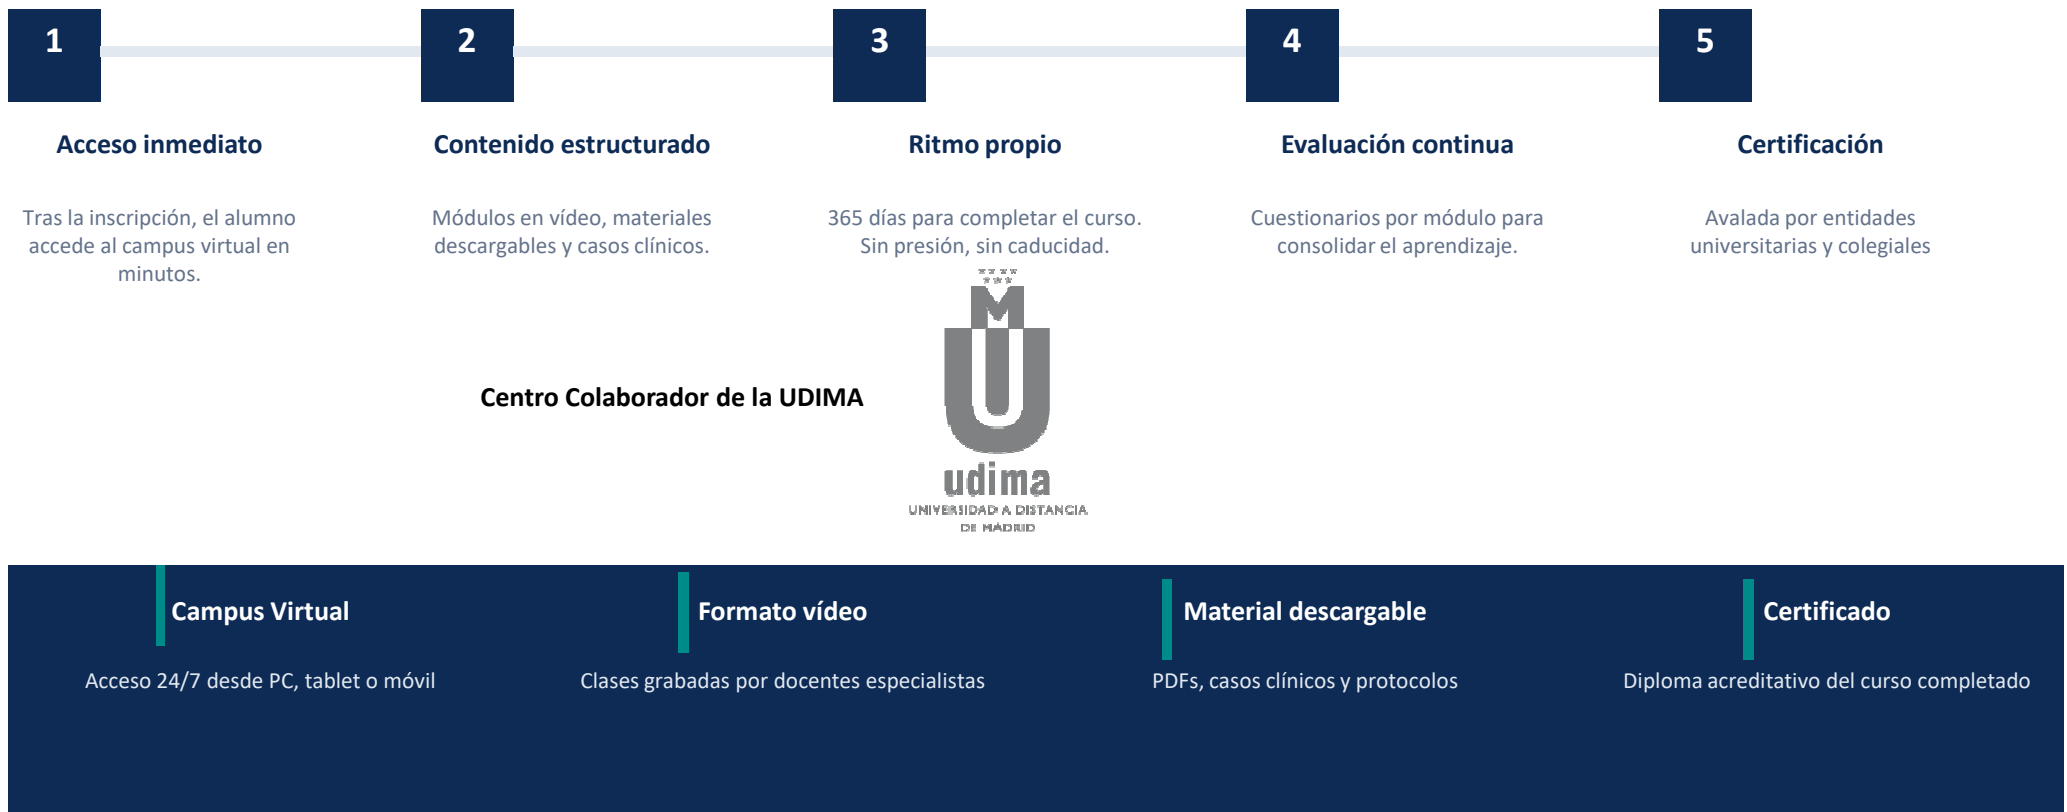 1
2
3
4
5
Acceso inmediato
Contenido estructurado
Ritmo propio
Evaluación continua
Certificación
Tras la inscripción, el alumno
accede al campus virtual en
minutos.
Módulos en vídeo, materiales
descargables y casos clínicos.
365 días para completar el curso.
Sin presión, sin caducidad.
Cuestionarios por módulo para
consolidar el aprendizaje.
Avalada por entidades
universitarias y colegiales
Centro Colaborador de la UDIMA
M
U
udima
UNIVERSIDAD A DISTANCIA
DE MADRID
Campus Virtual
Acceso 24/7 desde PC, tablet o móvil
Formato vídeo
Clases grabadas por docentes especialistas
Material descargable
PDFs, casos clínicos y protocolos
Certificado
Diploma acreditativo del curso completado